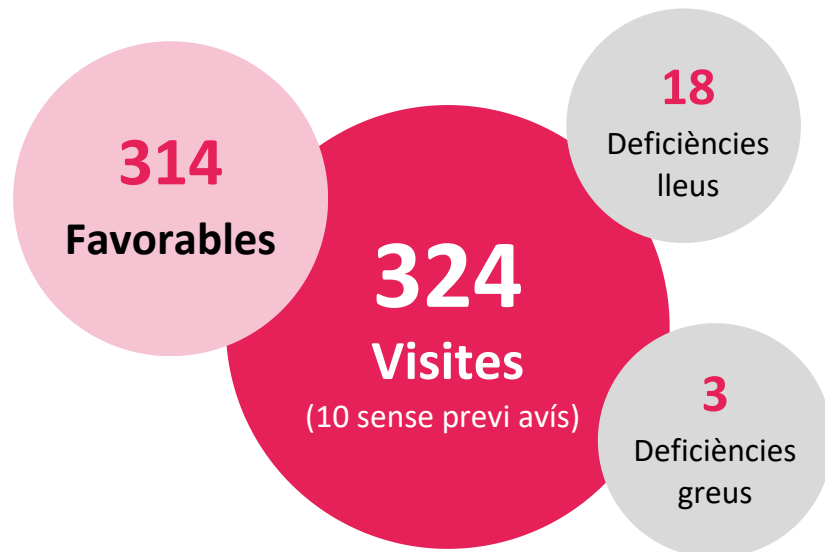 314
Favorables
324
Visites
(10 sense previ avís)
18
Deficiències
lleus
3
Deficiències
greus